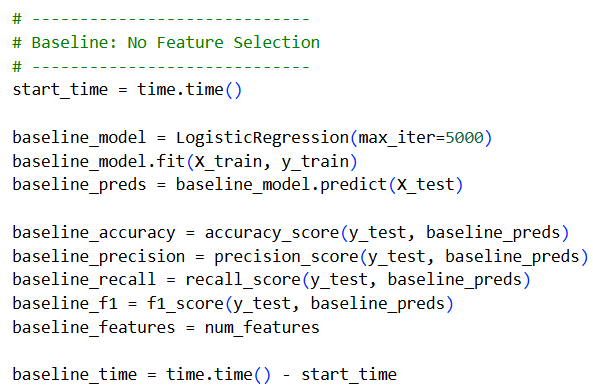 # -----------------------------
# Baseline: No Feature Selection
# -----------------------------
start_time = time.time()
baseline_model = LogisticRegression(max_iter=5000)
baseline_model.fit(X_train, y_train)
baseline_preds = baseline_model.predict(X_test)
baseline_accuracy = accuracy_score(y_test, baseline_preds)
baseline_precision = precision_score(y_test, baseline_preds)
baseline_recall = recall_score(y_test, baseline_preds)
baseline_f1 = f1_score(y_test, baseline_preds)
baseline_features = num_features
baseline_time = time.time() - start_time